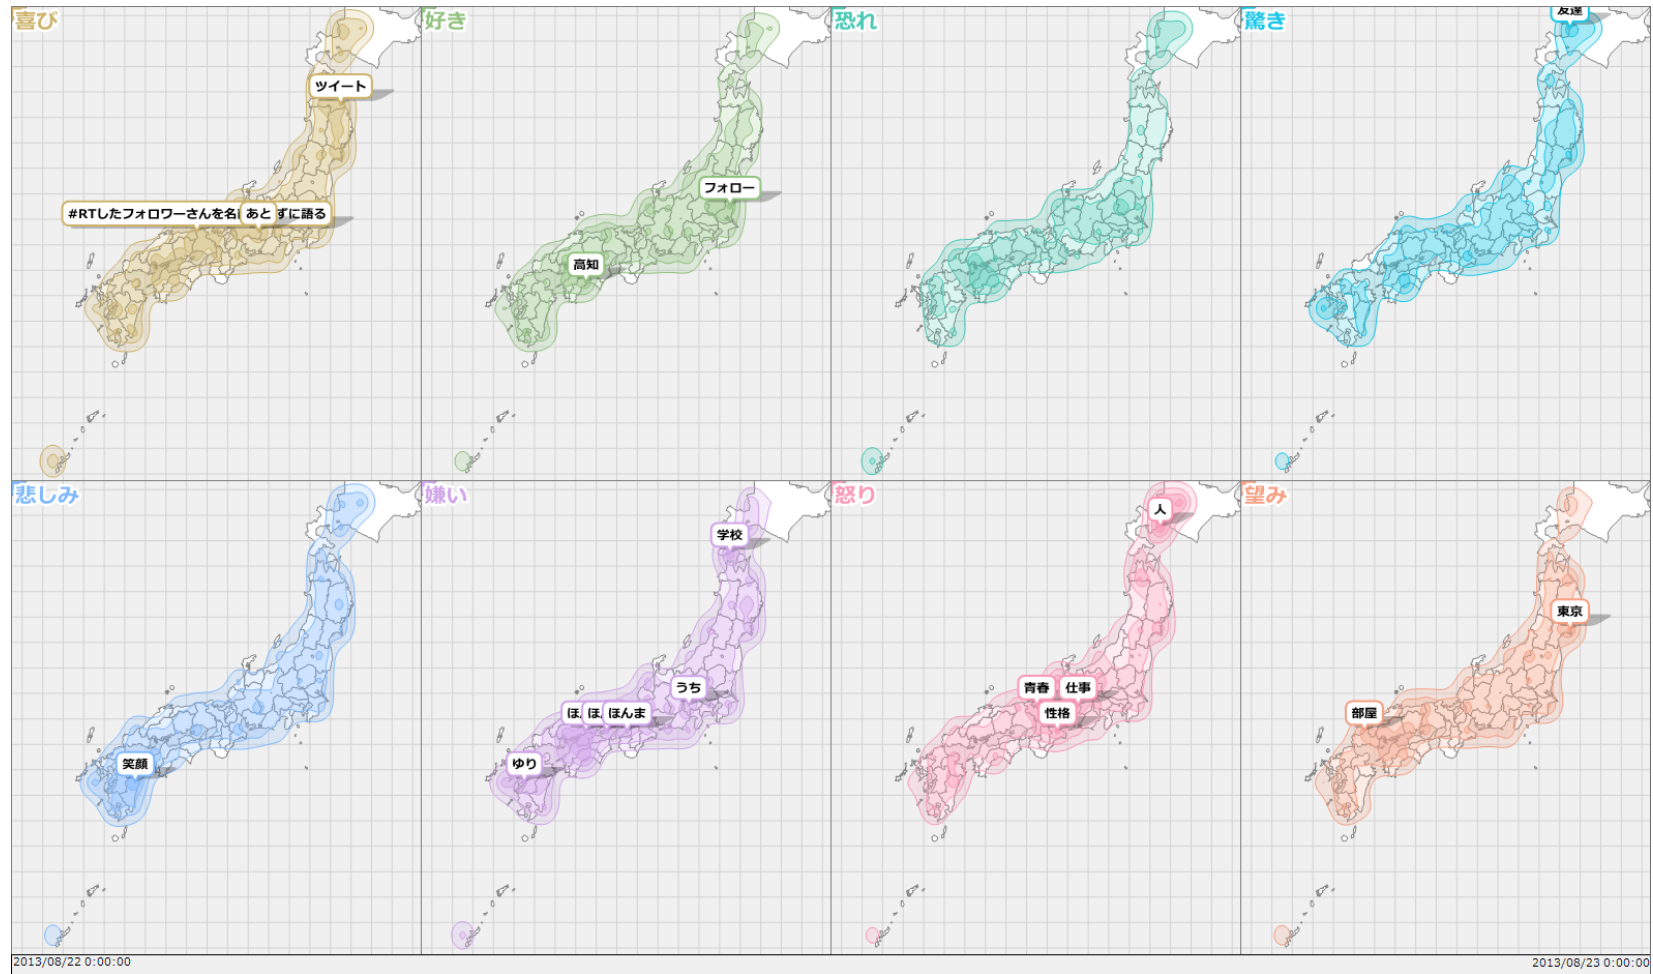 喜び
好き
恐れ
驚き
友達
ツイート
フォロー
#RTしたフォロワーさんを名
あと
ずに語る
高知
悲しみ
嫌い
怒り
望み
人
学校
東京
うち
青春
仕事
ほ
ほ
ほんま
性格
部屋
笑顔
ゆり
2013/08/22 0:00:00
2013/08/23 0:00:00